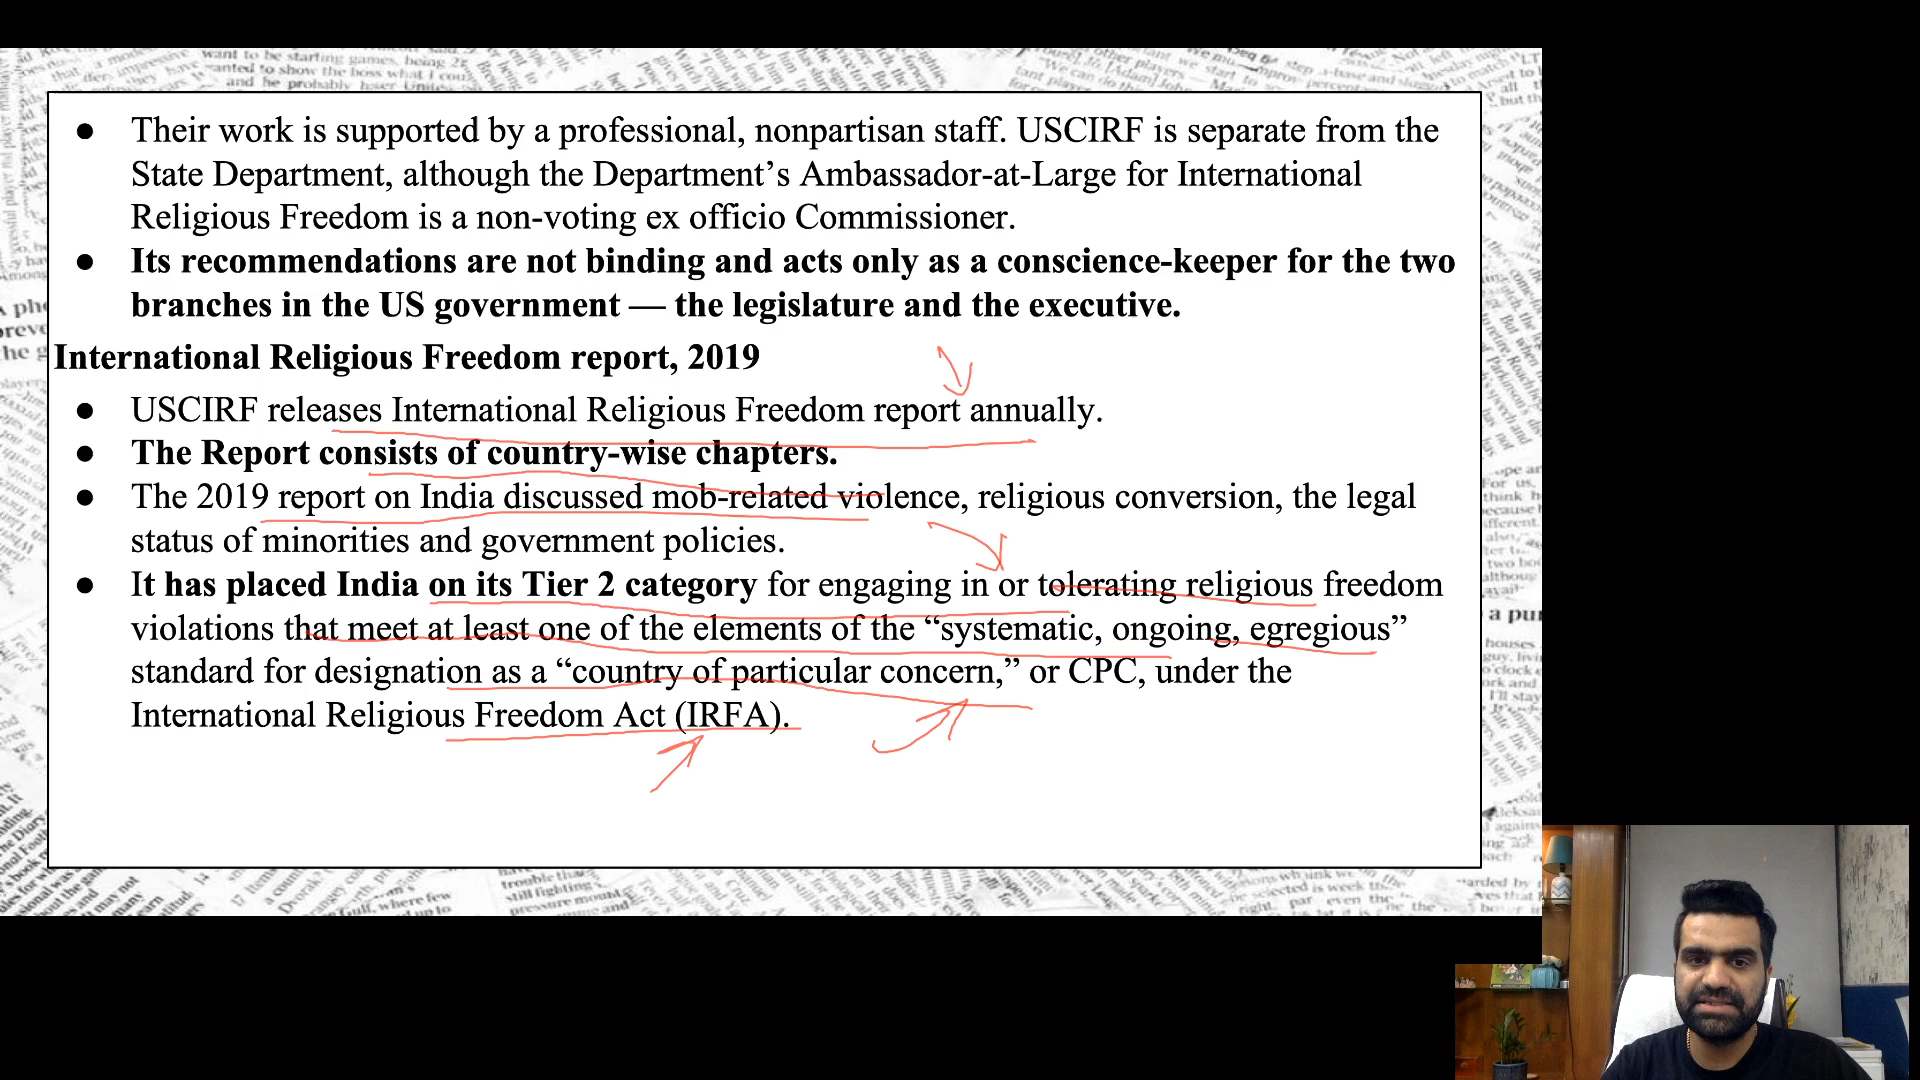 ● Their work is supported by a professional, nonpartisan staff. USCIRF is separate from the
State Department, although the Department’s Ambassador-at-Large for International
Religious Freedom is a non-voting ex officio Commissioner.
● Its recommendations are not binding and acts only as a conscience-keeper for the two
branches in the US government — the legislature and the executive.
International Religious Freedom report, 2019
● USCIRF releases International Religious Freedom report annually.
● The Report consists of country-wise chapters.
● The 2019 report on India discussed mob-related violence, religious conversion, the legal
status of minorities and government policies.
● It has placed India on its Tier 2 category for engaging in or tolerating religious freedom
violations that meet at least one of the elements of the “systematic, ongoing, egregious”
standard for designation as a “country of particular concern,” or CPC, under the
International Religious Freedom Act (IRFA).